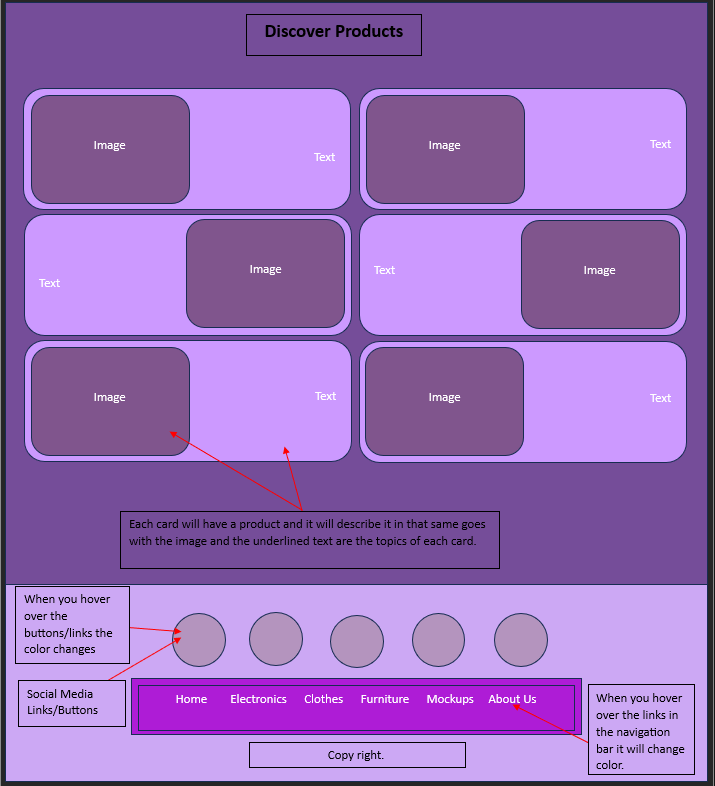 Discover Products
Image
Text
Image
Text
Text
Image
Text
Image
Image
Text
Image
Text
Each card will have a product and it will describe it in that same goes
with the image and the underlined text are the topics of each card.
When you hover
over the
buttons/links the
color changes
Social Media
Links/Buttons
Home Electronics Clothes Furniture Mockups About Us
When you hover
over the links in
the navigation
bar it will change
color.
Copy right.